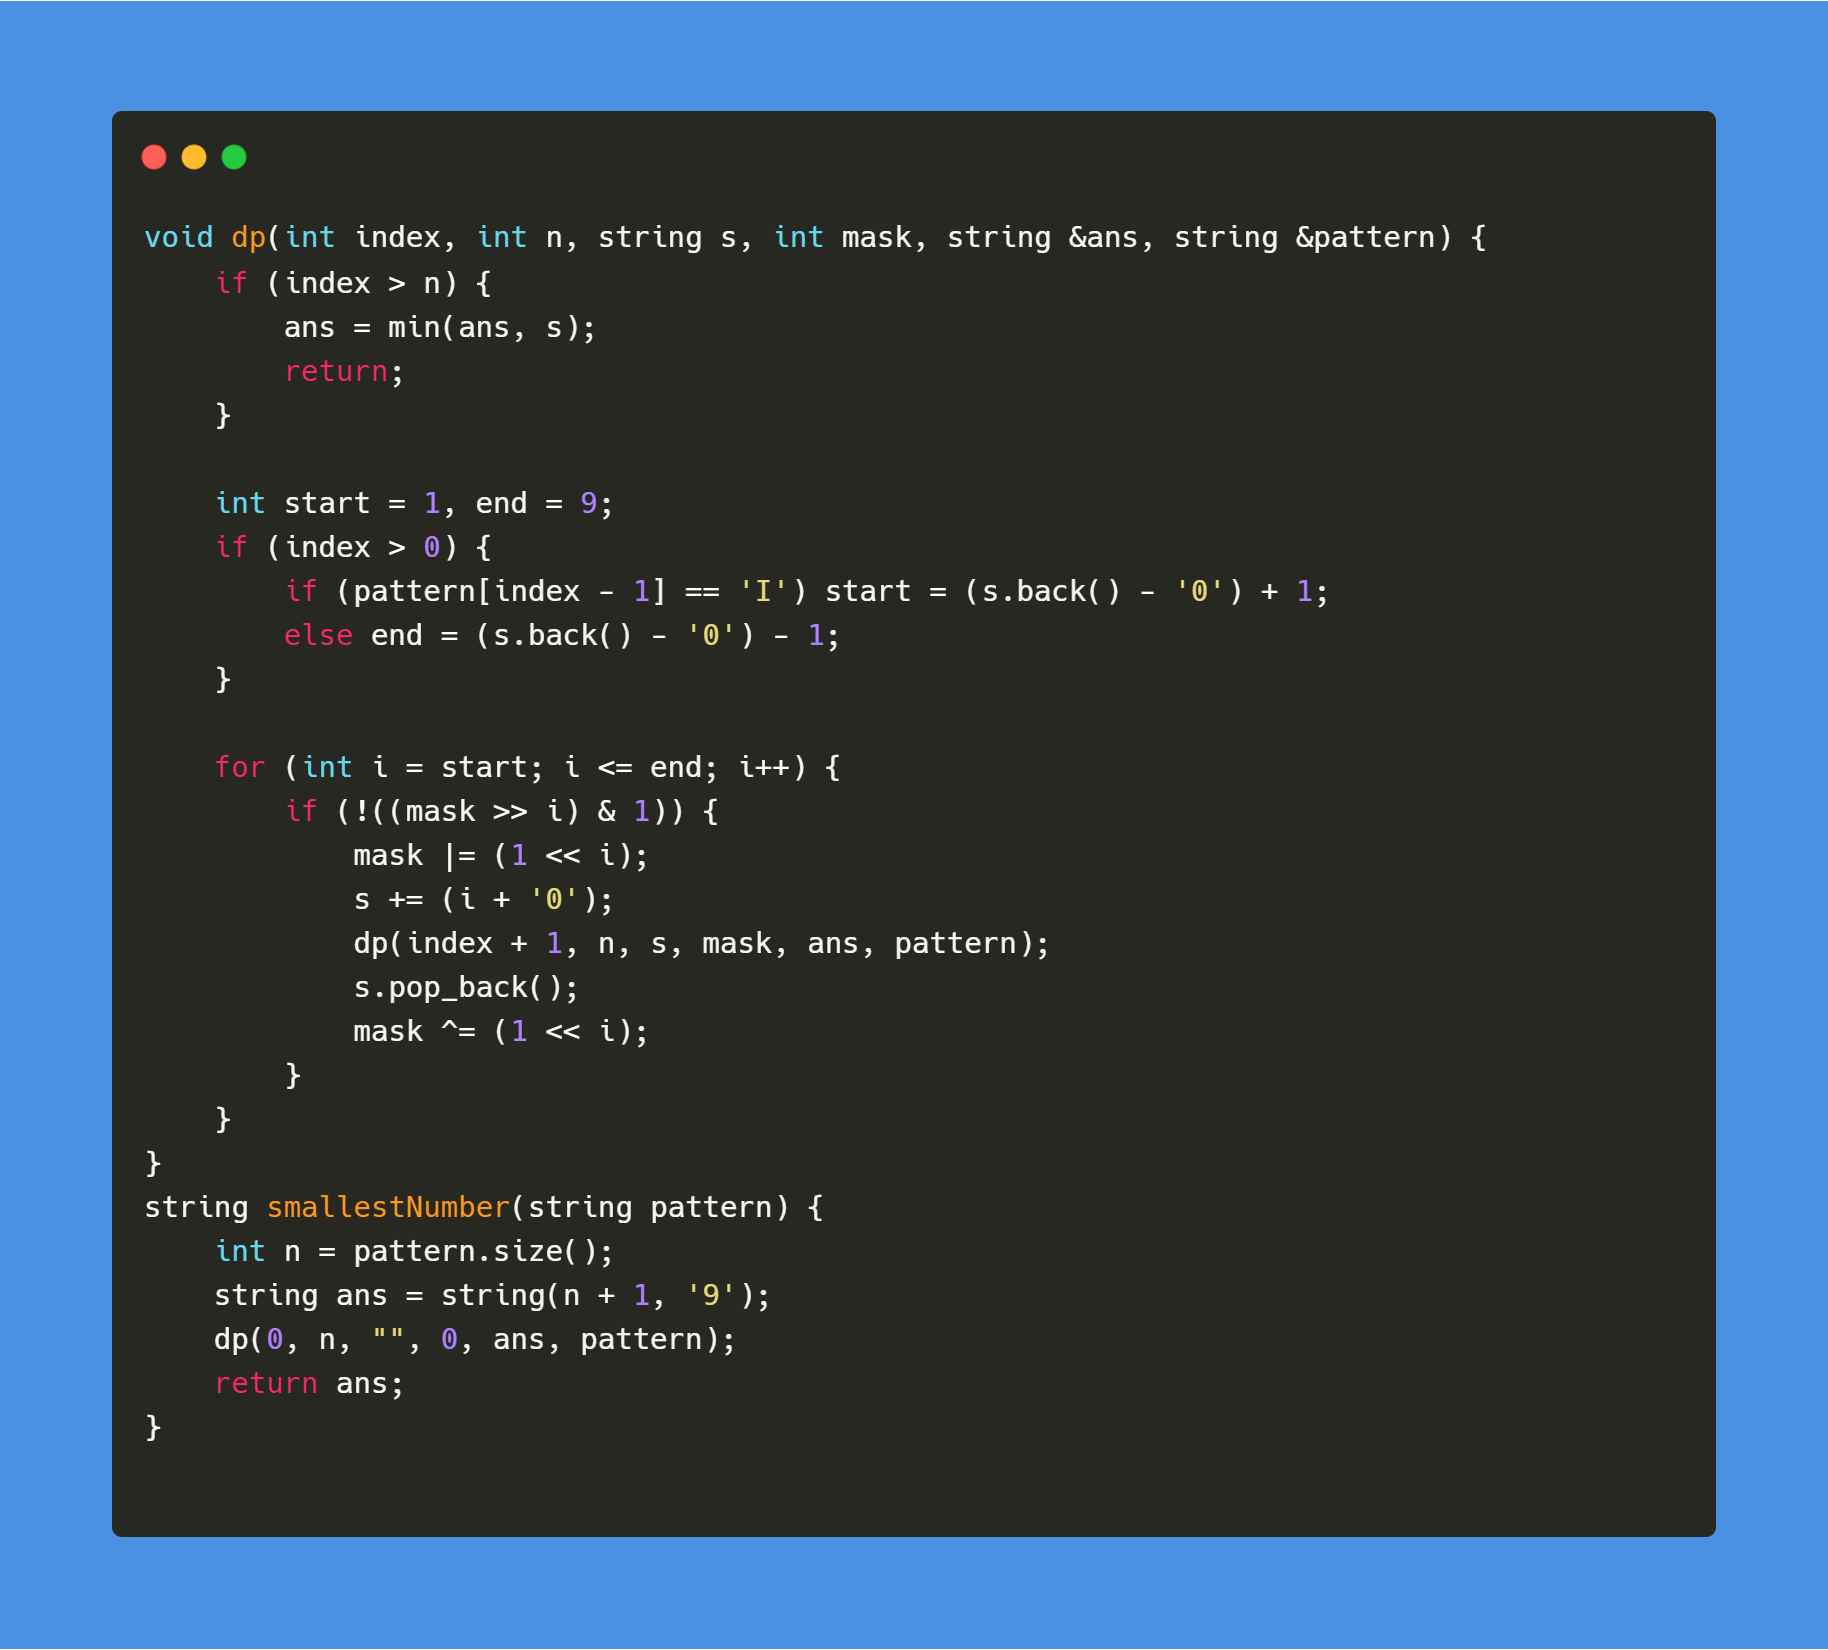 void dp(int index, int n, string s, int mask, string &ans, string &pattern) {
    if (index > n) {
        ans = min(ans, s);
        return;
    }

    int start = 1, end = 9;
    if (index > 0) {
        if (pattern[index - 1] == 'I') start = (s.back() - '0') + 1;
        else end = (s.back() - '0') - 1;
    }

    for (int i = start; i <= end; i++) {
        if (!((mask >> i) & 1)) {
            mask |= (1 << i);
            s += (i + '0');
            dp(index + 1, n, s, mask, ans, pattern);
            s.pop_back();
            mask ^= (1 << i);
        }
    }
}
string smallestNumber(string pattern) {
    int n = pattern.size();
    string ans = string(n + 1, '9');
    dp(0, n, "", 0, ans, pattern);
    return ans;
}